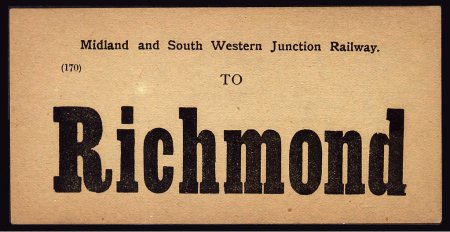 Midland and South Western Junction Railway.
(170)
TO
Richmond